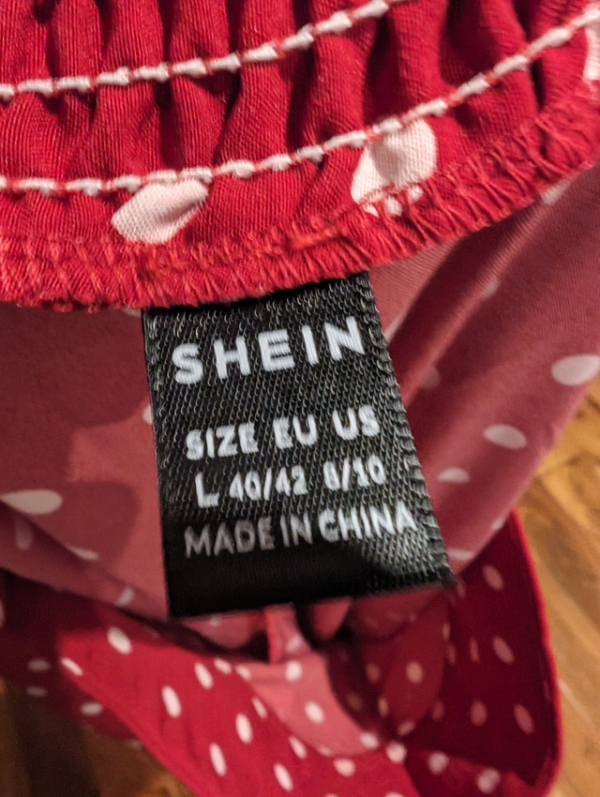 SHEIN
SIZE EU US
L 40/42 8/10
MADE IN CHINA